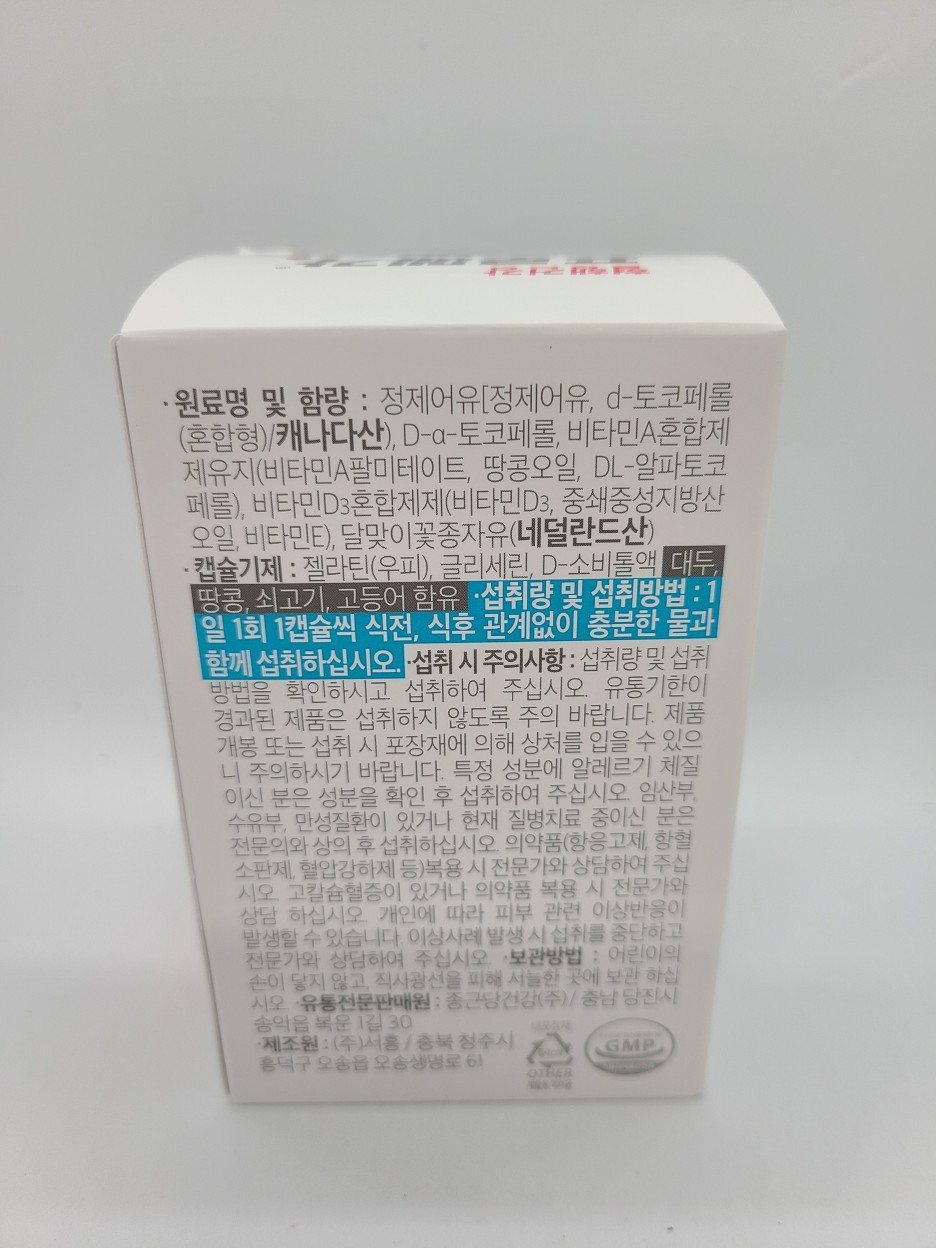 혈행건강
·원료명 및 함량 : 정제어유[정제어유, d-토코페롤
(혼합형)/캐나다산), D-α-토코페롤, 비타민A혼합제
제유지(비타민A팔미테이트, 땅콩오일, DL-알파토코
페롤), 비타민D3혼합제제(비타민D3, 중쇄중성지방산
오일, 비타민E), 달맞이꽃종자유(네덜란드산)
·캡슐기제 : 젤라틴(우피), 글리세린, D-소비톨액 대두,
땅콩, 쇠고기, 고등어 함유 ·섭취량 및 섭취방법 : 1
일 1회 1캡슐씩 식전, 식후 관계없이 충분한 물과
함께 섭취하십시오. ·섭취 시 주의사항 : 섭취량 및 섭취
방법을 확인하시고 섭취하여 주십시오. 유통기한이
경과된 제품은 섭취하지 않도록 주의 바랍니다. 제품
개봉 또는 섭취 시 포장재에 의해 상처를 입을 수 있으
니 주의하시기 바랍니다. 특정 성분에 알레르기 체질
이신 분은 성분을 확인 후 섭취하여 주십시오. 임산부,
수유부, 만성질환이 있거나 현재 질병치료 중이신 분은
전문의와 상의 후 섭취하십시오. 의약품(항응고제, 항혈
소판제, 혈압강하제 등)복용 시 전문가와 상담하여 주십
시오. 고칼슘혈증이 있거나 의약품 복용 시 전문가와
상담 하십시오. 개인에 따라 피부 관련 이상반응이
발생할 수 있습니다. 이상사례 발생 시 섭취를 중단하고
전문가와 상담하여 주십시오. ·보관방법 : 어린이의
손이 닿지 않고, 직사광선을 피해 서늘한 곳에 보관 하십
시오. ·유통전문판매원 : 종근당건강(주) / 충남 당진시
송악읍 북운 1길 30
·제조원 : (주)서흥 / 충북 청주시
흥덕구 오송읍 오송생명로 61
OTHER
GMP